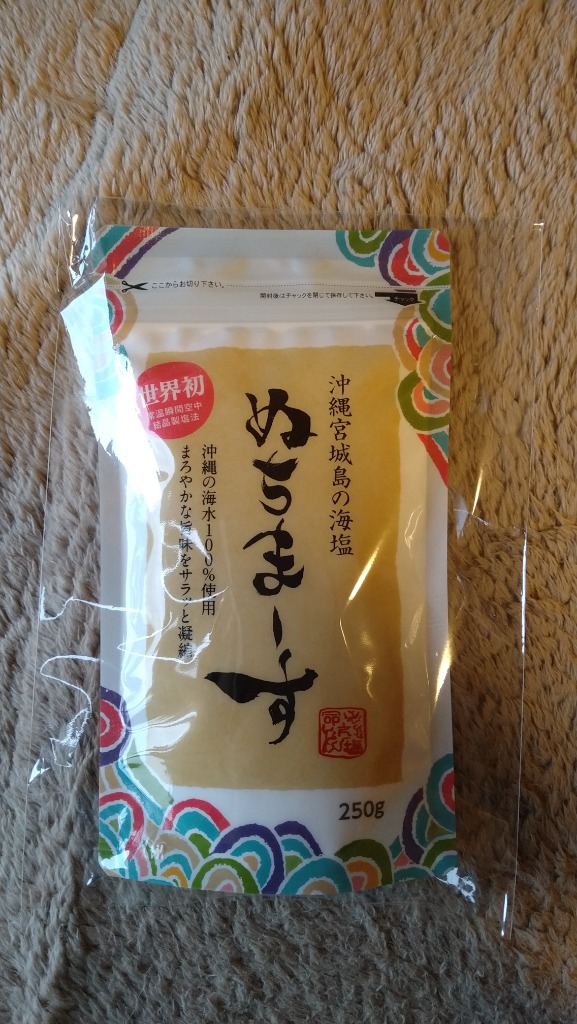 ここからお切り下さい。
開封後はチャックを閉じて保存して下さい。
チャック
世界初
常温瞬間空中
結晶製塩法
沖縄宮城島の海塩
ぬちまーす
沖縄の海水100%使用
まろやかな旨味をサラッと凝縮
250g